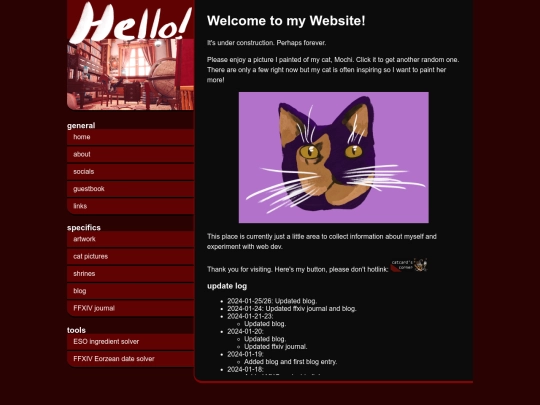 Hello!
general
home
about
socials
guestbook
links
specifics
artwork
cat pictures
shrines
blog
FFXIV journal
tools
ESO ingredient solver
FFXIV Eorzean date solver
Welcome to my Website!
It's under construction. Perhaps forever.
Please enjoy a picture I painted of my cat, Mochi. Click it to get another random one.
There are only a few right now but my cat is often inspiring so I want to paint her
more!
This place is currently just a little area to collect information about myself and
experiment with web dev.
Thank you for visiting. Here's my button, please don't hotlink:
update log
2024-01-25/26: Updated blog.
2024-01-24: Updated ffxiv journal and blog.
2024-01-21-23:
Updated blog.
2024-01-20:
Updated blog.
Updated ffxiv journal.
2024-01-19:
Added blog and first blog entry.
2024-01-18: